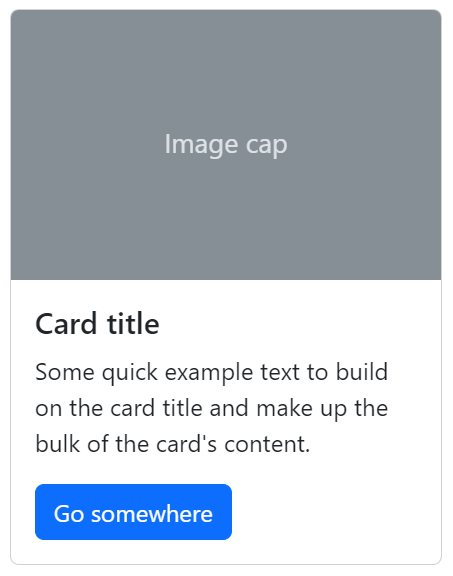 Image cap
Card title
Some quick example text to build
on the card title and make up the
bulk of the card's content.
Go somewhere